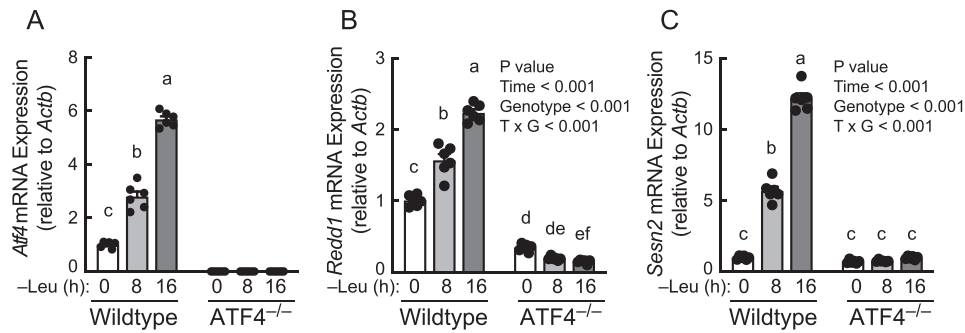 A
Atf4 mRNA Expression
(relative to Actb)
8
6
4
2
0
a
b
c
–Leu (h): 0 8 16 0 8 16
Wildtype ATF4–/–
B
Redd1 mRNA Expression
(relative to Actb)
3
2
1
0
P value
Time < 0.001
Genotype < 0.001
T x G < 0.001
a
b
c
d de ef
0 8 16 0 8 16
Wildtype ATF4–/–
C
Sesn2 mRNA Expression
(relative to Actb)
15
10
5
0
P value
Time < 0.001
Genotype < 0.001
T x G < 0.001
a
b
c
c c c
–Leu (h): 0 8 16 0 8 16
Wildtype ATF4–/–